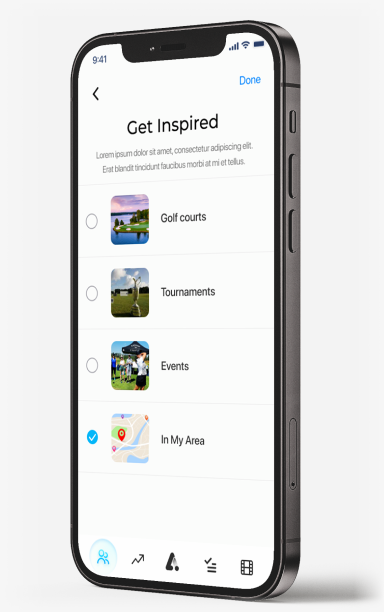 9:41
Done
Get Inspired
Lorem ipsum dolor sit amet, consectetur adipiscing elit.
Erat blandit tincidunt faucibus morbi at mi et tellus.
Golf courts
Tournaments
Events
In My Area